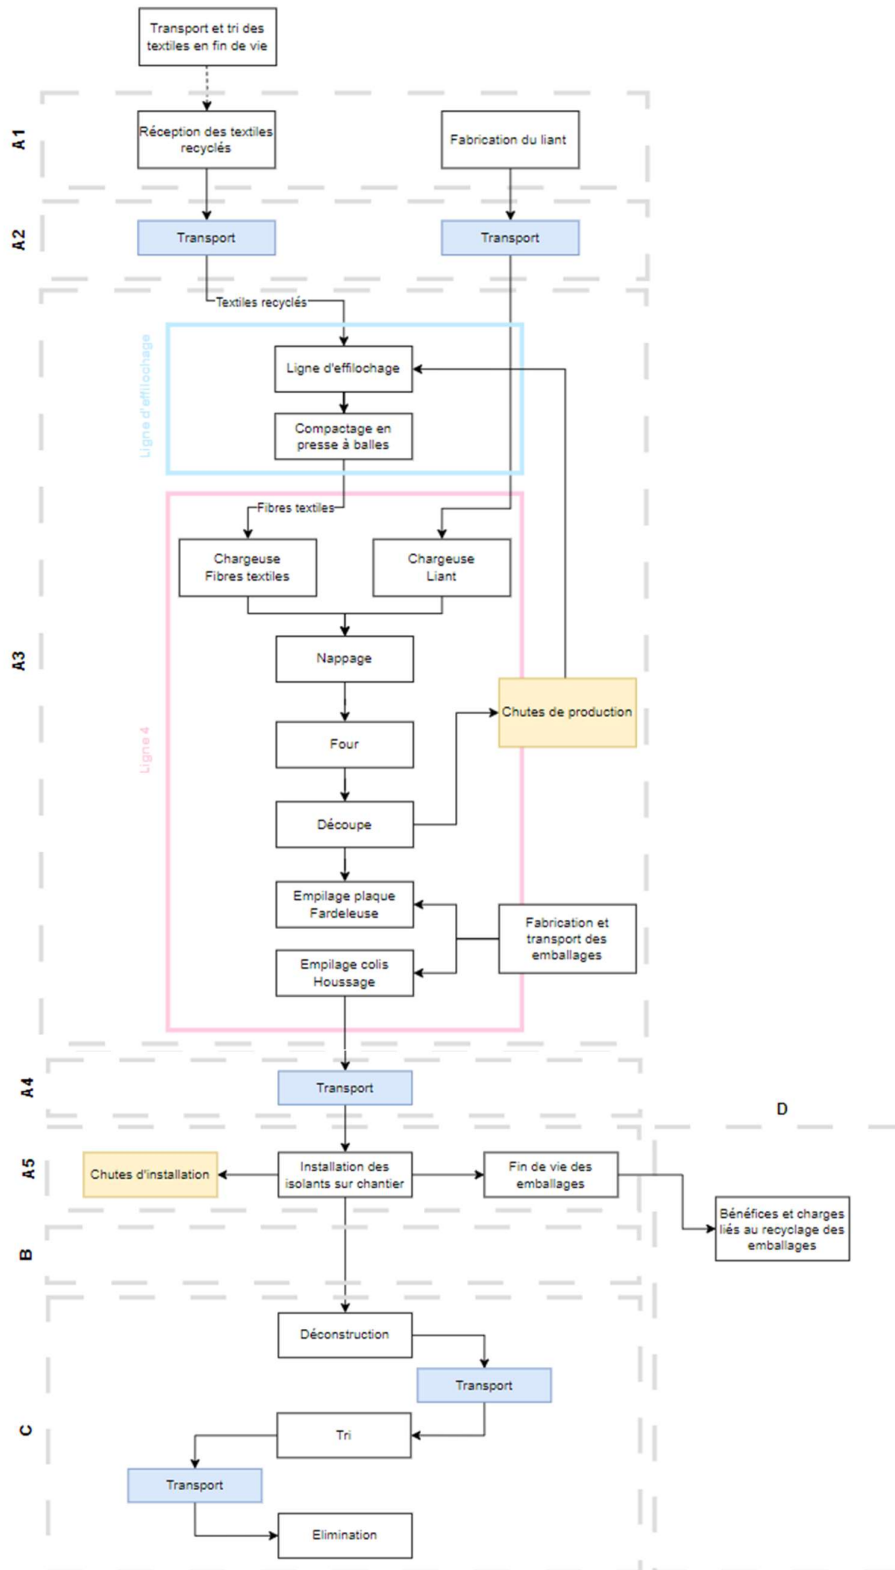 Transport et tri des
textiles en fin de vie
A1
Réception des textiles
recyclés
Fabrication du liant
A2
Transport
Transport
Textiles recyclés
Ligne d'effilochage
Ligne d'effilochage
Compactage en
presse à balles
A3
Fibres textiles
Chargeuse
Fibres textiles
Chargeuse
Liant
Ligne 4
Nappage
Chutes de production
Four
Découpe
Empilage plaque
Fardeleuse
Fabrication et
transport des
emballages
Empilage colis
Houssage
A4
Transport
D
A5
Chutes d'installation
Installation des
isolants sur chantier
Fin de vie des
emballages
Bénéfices et charges
liés au recyclage des
emballages
B
C
Déconstruction
Transport
Tri
Transport
Elimination